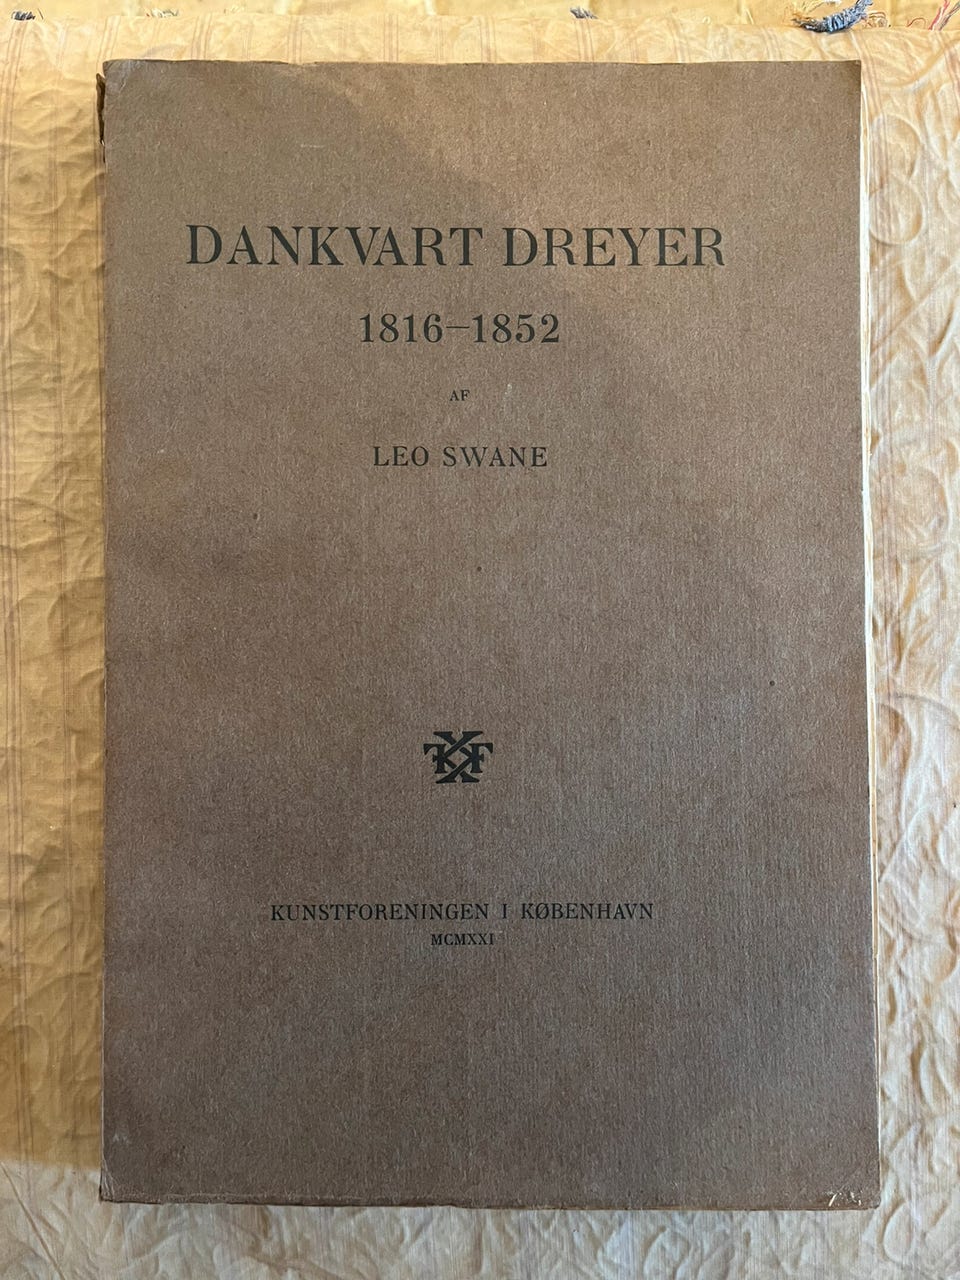 DANKVART DREYER
1816–1852
AF
LEO SWANE
KUNSTFORENINGEN I KØBENHAVN
MCMXXI